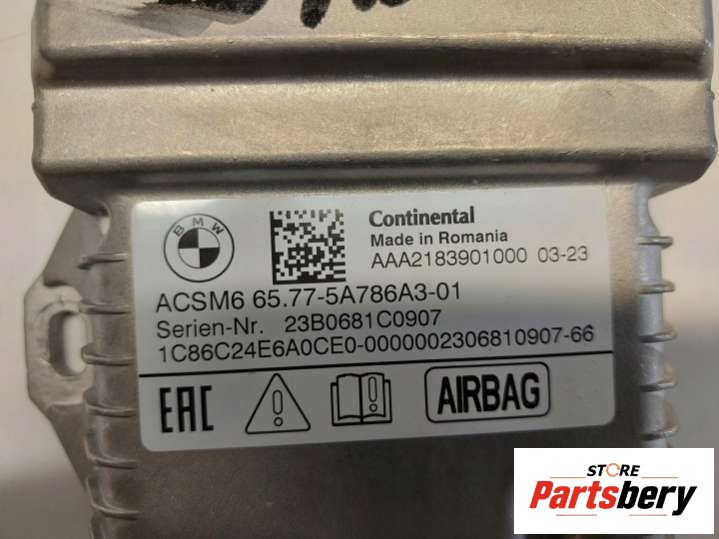 BMW
Continental
Made in Romania
AAA2183901000 03-23
ACSM6 65.77-5A786A3-01
Serien-Nr. 23B0681C0907
1C86C24E6A0CE0-0000002306810907-66
EAC
AIRBAG
STORE
Partsbery